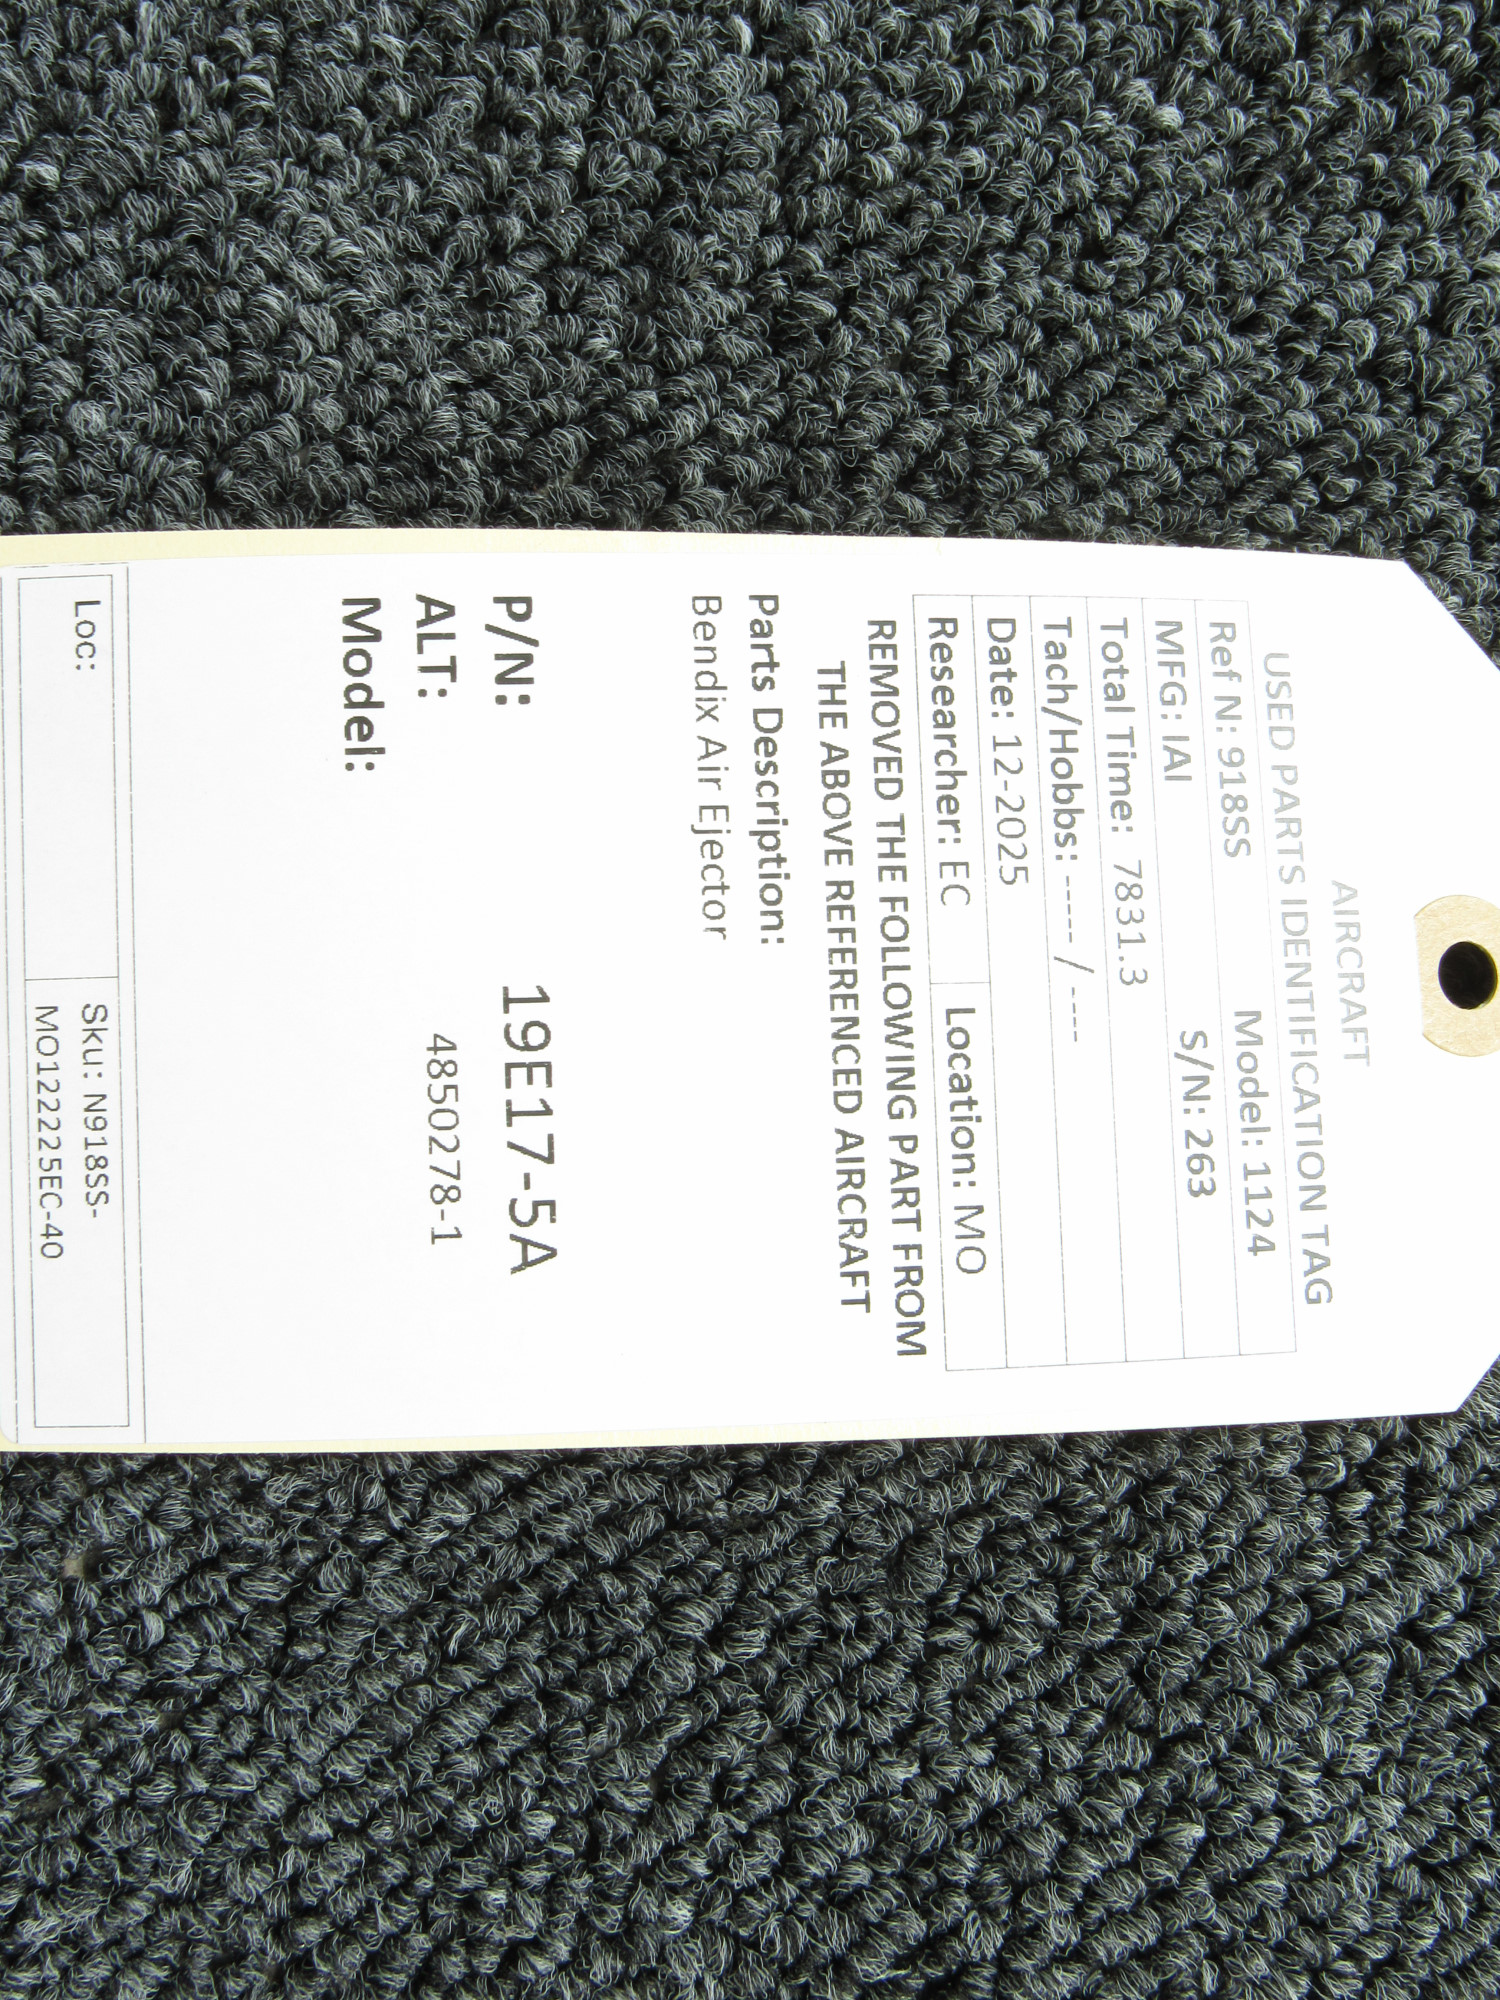 AIRCRAFT
USED PARTS IDENTIFICATION TAG
Ref N: 918SS Model: 1124
MFG: IAI S/N: 263
Total Time: 7831.3
Tach/Hobbs: ----- / ----
Date: 12-2025
Researcher: EC Location: MO
REMOVED THE FOLLOWING PART FROM
THE ABOVE REFERENCED AIRCRAFT
Parts Description:
Bendix Air Ejector
P/N: 19E17-5A
ALT: 4850278-1
Model:
Loc: Sku: N918SS-
MO122225EC-40